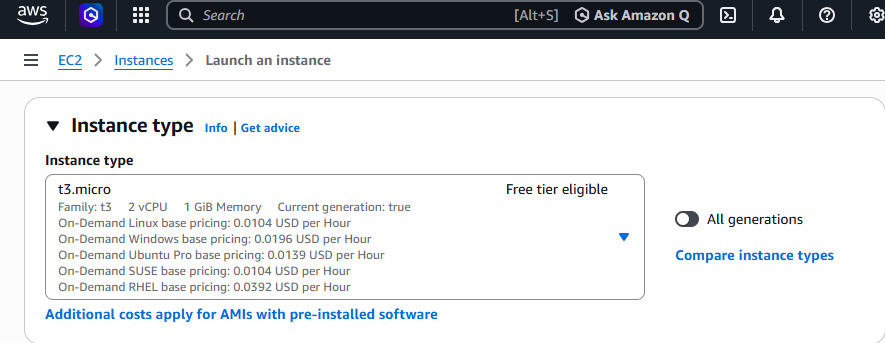 aws Search [Alt+S] Ask Amazon Q
EC2 > Instances > Launch an instance
Instance type Info | Get advice
Instance type
t3.micro Free tier eligible
Family: t3 2 vCPU 1 GiB Memory Current generation: true
On-Demand Linux base pricing: 0.0104 USD per Hour
On-Demand Windows base pricing: 0.0196 USD per Hour
On-Demand Ubuntu Pro base pricing: 0.0139 USD per Hour
On-Demand SUSE base pricing: 0.0104 USD per Hour
On-Demand RHEL base pricing: 0.0392 USD per Hour
All generations
Compare instance types
Additional costs apply for AMIs with pre-installed software